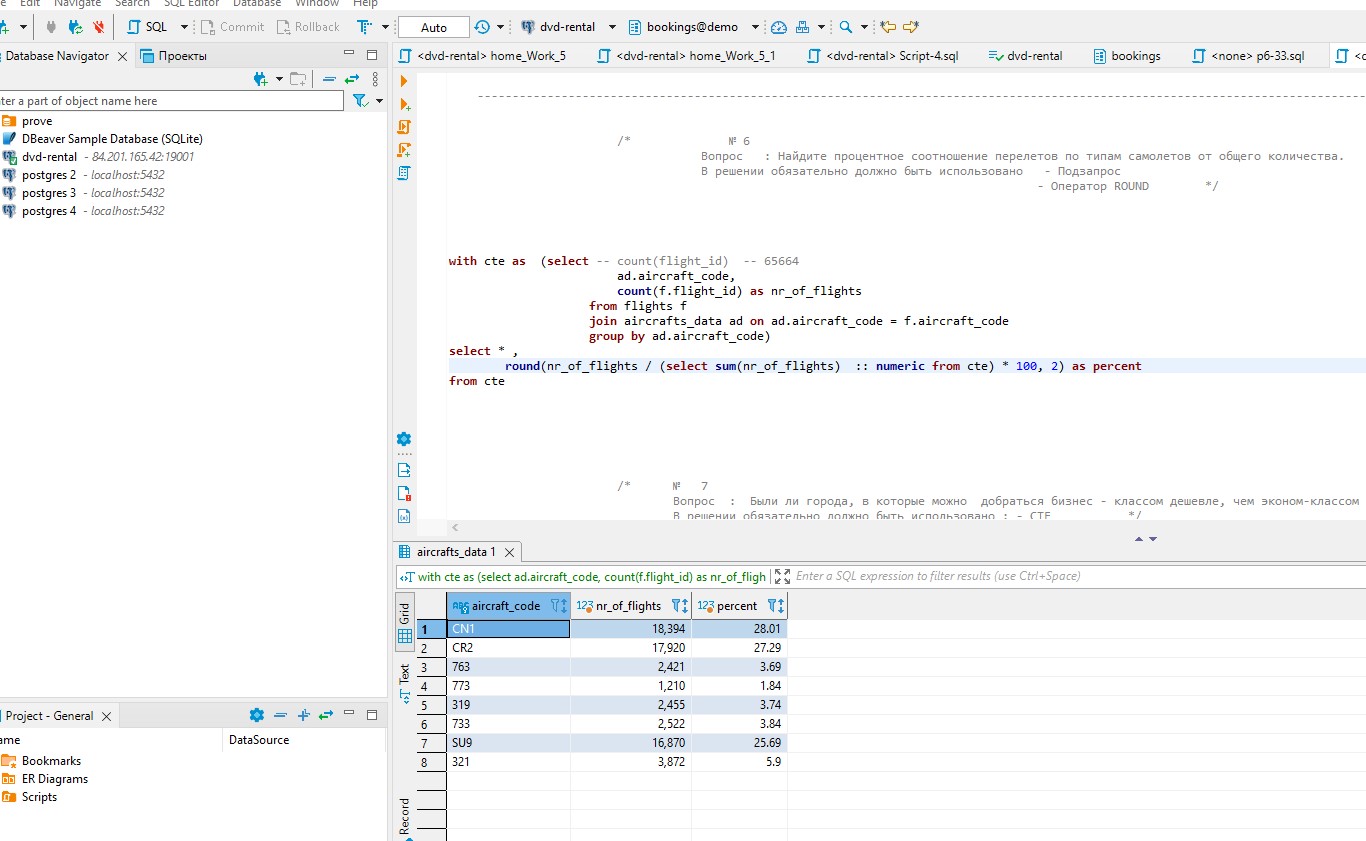 Edit Navigate Search SQL Editor Database Window Help
SQL Commit Rollback Auto dvd-rental bookings@demo
Database Navigator Проекты
<dvd-rental> home_Work_5 <dvd-rental> home_Work_5_1 <dvd-rental> Script-4.sql dvd-rental bookings <none> p6-33.sql
ter a part of object name here
prove
DBeaver Sample Database (SQLite)
dvd-rental - 84.201.165.42:19001
postgres 2 - localhost:5432
postgres 3 - localhost:5432
postgres 4 - localhost:5432
Project - General
ame DataSource
Bookmarks
ER Diagrams
Scripts
--------------------------------------------------------------------------------
/* № 6
Вопрос : Найдите процентное соотношение перелетов по типам самолетов от общего количества.
В решении обязательно должно быть использовано - Подзапрос
- Оператор ROUND */
with cte as (select -- count(flight_id) -- 65664
ad.aircraft_code,
count(f.flight_id) as nr_of_flights
from flights f
join aircrafts_data ad on ad.aircraft_code = f.aircraft_code
group by ad.aircraft_code)
select * ,
round(nr_of_flights / (select sum(nr_of_flights) :: numeric from cte) * 100, 2) as percent
from cte
/* № 7
Вопрос : Были ли города, в которые можно добраться бизнес - классом дешевле, чем эконом-классом
В решении обязательно должно быть использовано : - CTE */
aircrafts_data 1
with cte as (select ad.aircraft_code, count(f.flight_id) as nr_of_fligh Enter a SQL expression to filter results (use Ctrl+Space)
Grid
Text
Record
ABC aircraft_code 123 nr_of_flights 123 percent
1 CN1 18,394 28.01
2 CR2 17,920 27.29
3 763 2,421 3.69
4 773 1,210 1.84
5 319 2,455 3.74
6 733 2,522 3.84
7 SU9 16,870 25.69
8 321 3,872 5.9